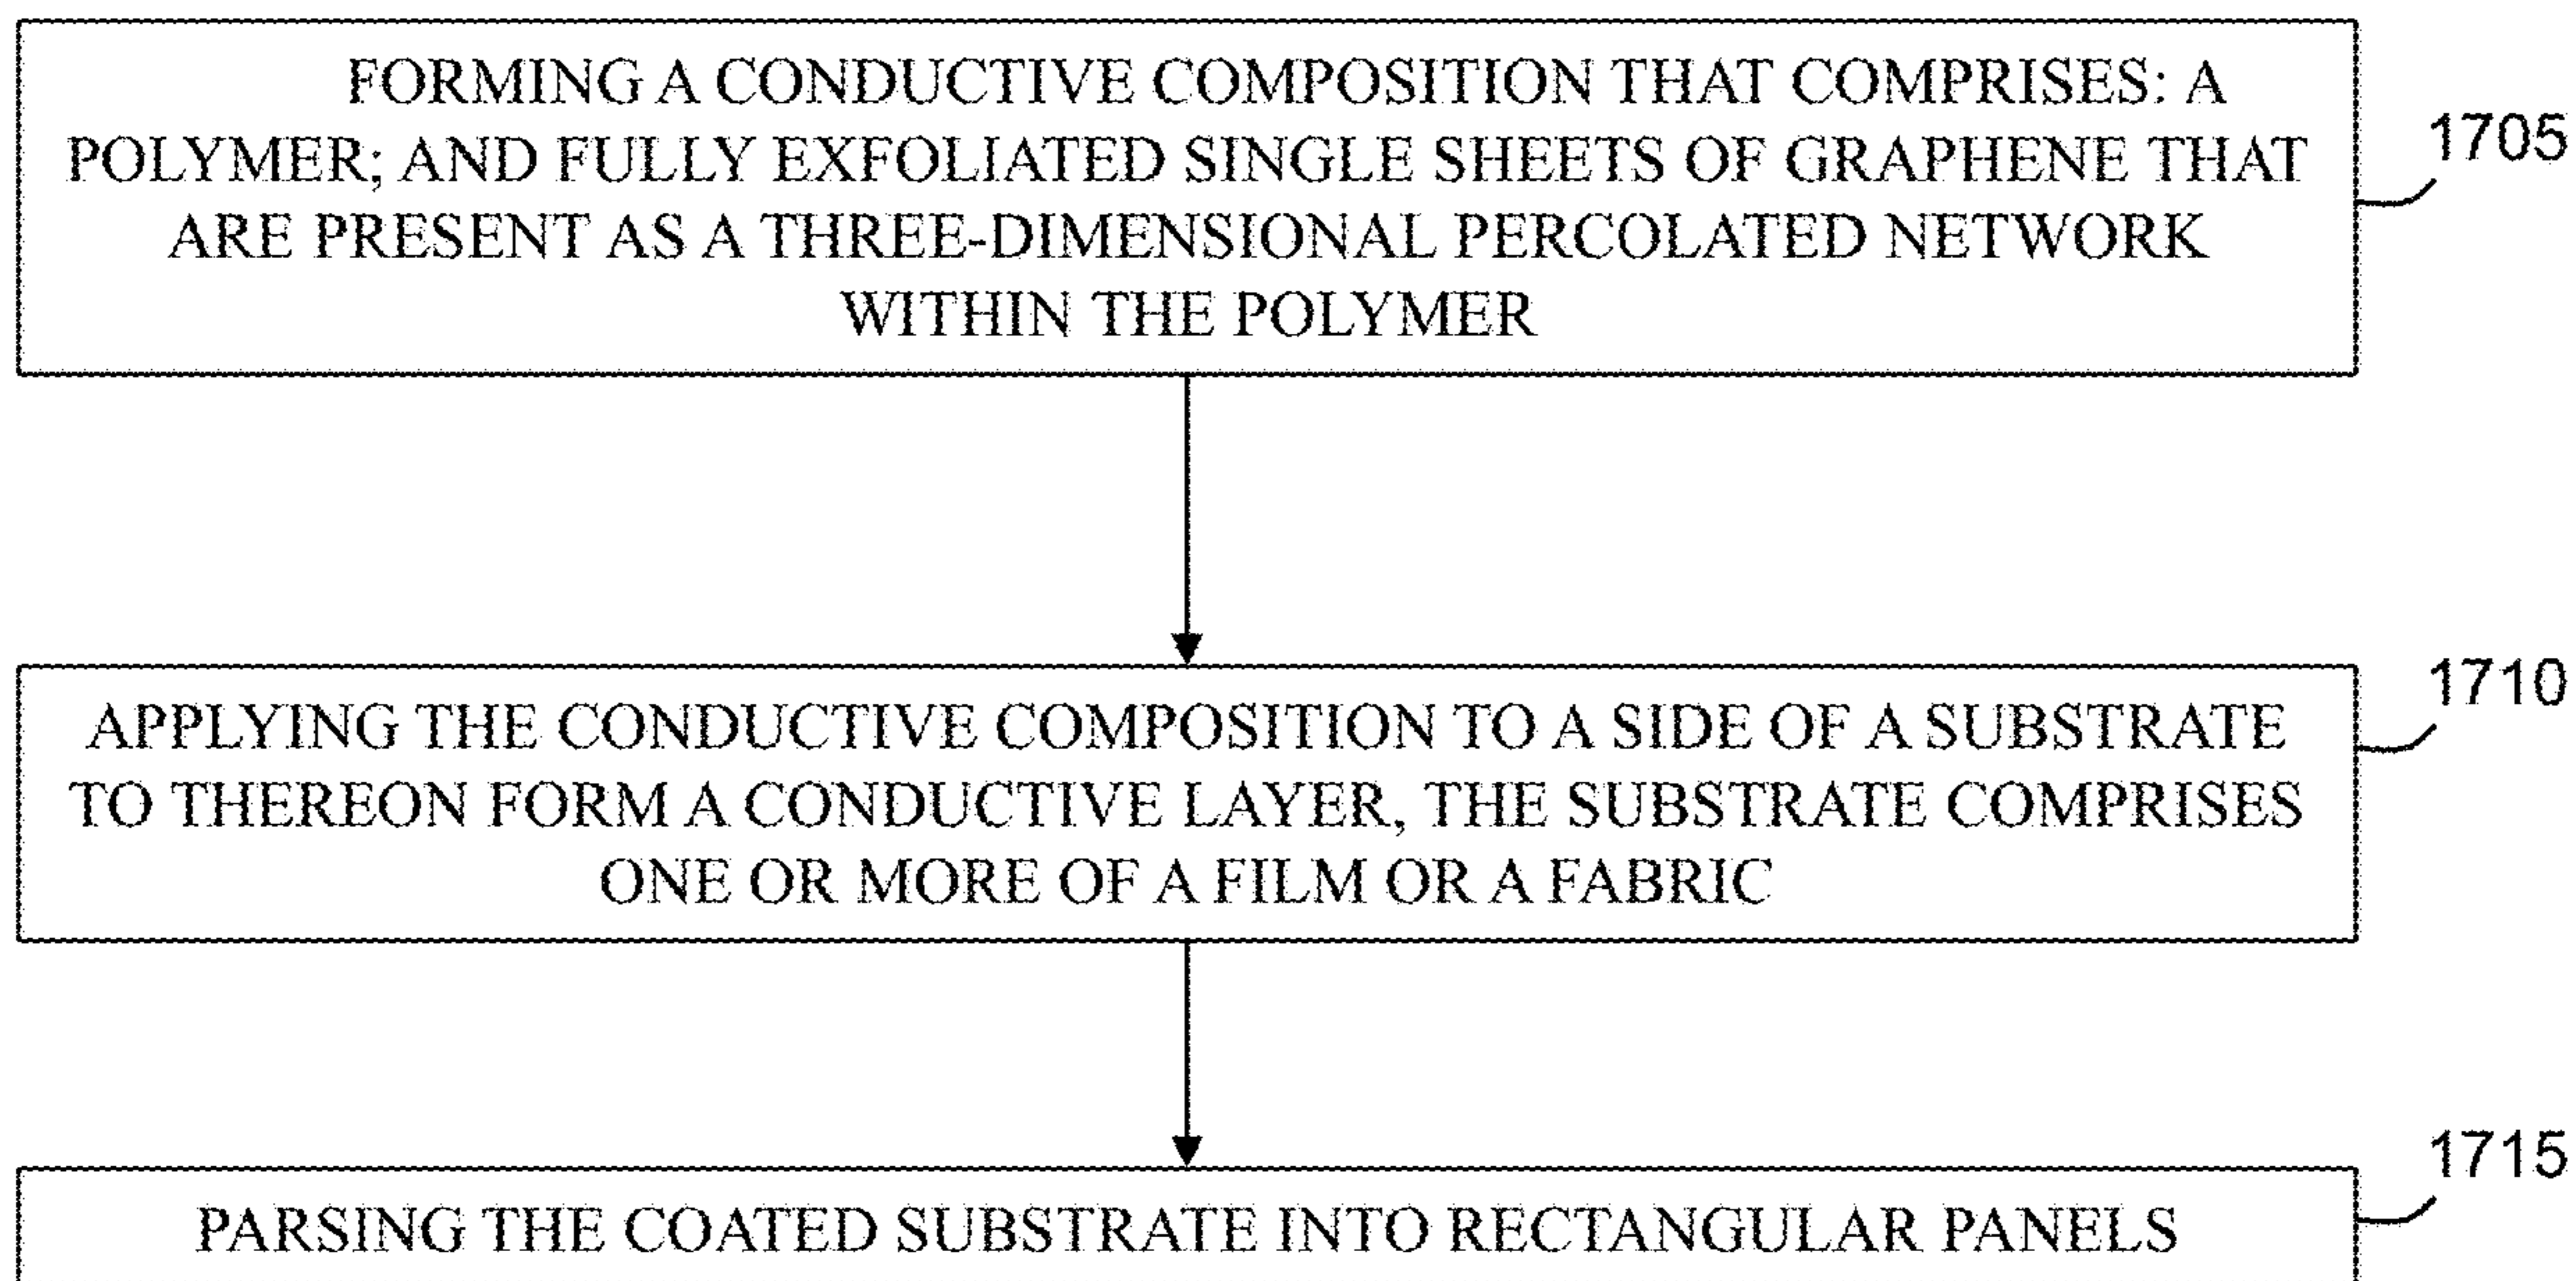 FORMING A CONDUCTIVE COMPOSITION THAT COMPRISES: A
POLYMER; AND FULLY EXFOLIATED SINGLE SHEETS OF GRAPHENE THAT
ARE PRESENT AS A THREE-DIMENSIONAL PERCOLATED NETWORK
WITHIN THE POLYMER
1705
APPLYING THE CONDUCTIVE COMPOSITION TO A SIDE OF A SUBSTRATE
TO THEREON FORM A CONDUCTIVE LAYER, THE SUBSTRATE COMPRISES
ONE OR MORE OF A FILM OR A FABRIC
1710
PARSING THE COATED SUBSTRATE INTO RECTANGULAR PANELS
1715